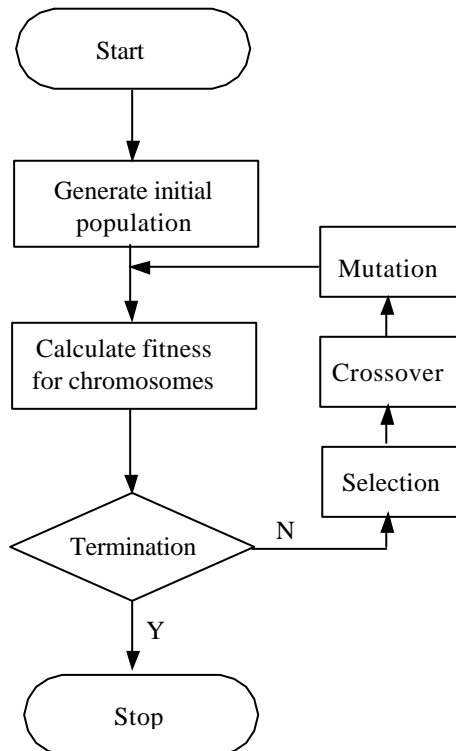 Start
Generate initial
population
Mutation
Calculate fitness
for chromosomes
Crossover
Selection
Termination
N
Y
Stop